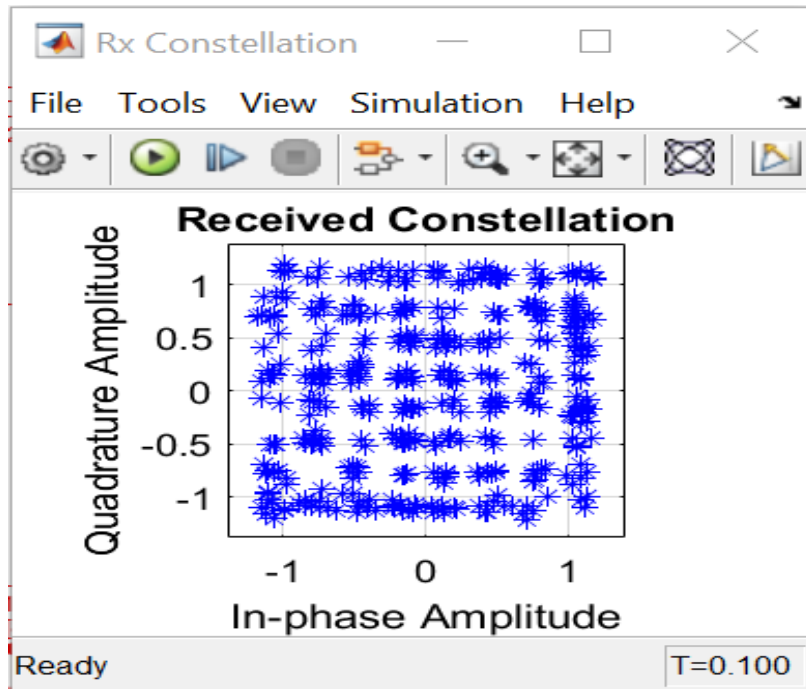 Rx Constellation
File Tools View Simulation Help
Received Constellation
Quadrature Amplitude
1
0.5
0
-0.5
-1
-1 0 1
In-phase Amplitude
Ready T=0.100